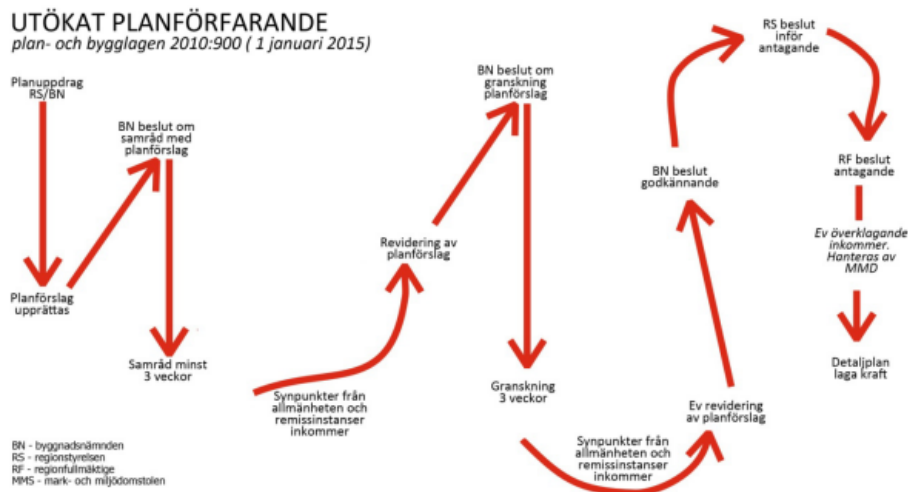 UTÖKAT PLANFÖRFARANDE
plan- och bygglagen 2010:900 ( 1 januari 2015)
Planuppdrag
RS/BN
Planförslag
upprättas
BN beslut om
samråd med
planförslag
Samråd minst
3 veckor
Synpunkter från
allmänheten och
remissinstanser
inkommer
Revidering av
planförslag
BN beslut om
granskning
planförslag
Granskning
3 veckor
Synpunkter från
allmänheten och
remissinstanser
inkommer
Ev revidering
av planförslag
BN beslut
godkännande
RS beslut
inför
antagande
RF beslut
antagande
Ev överklagande
inkommer.
Hanteras av
MMD
Detaljplan
laga kraft
BN - byggnadsnämnden
RS - regionstyrelsen
RF - regionfullmäktige
MMS - mark- och miljödomstolen